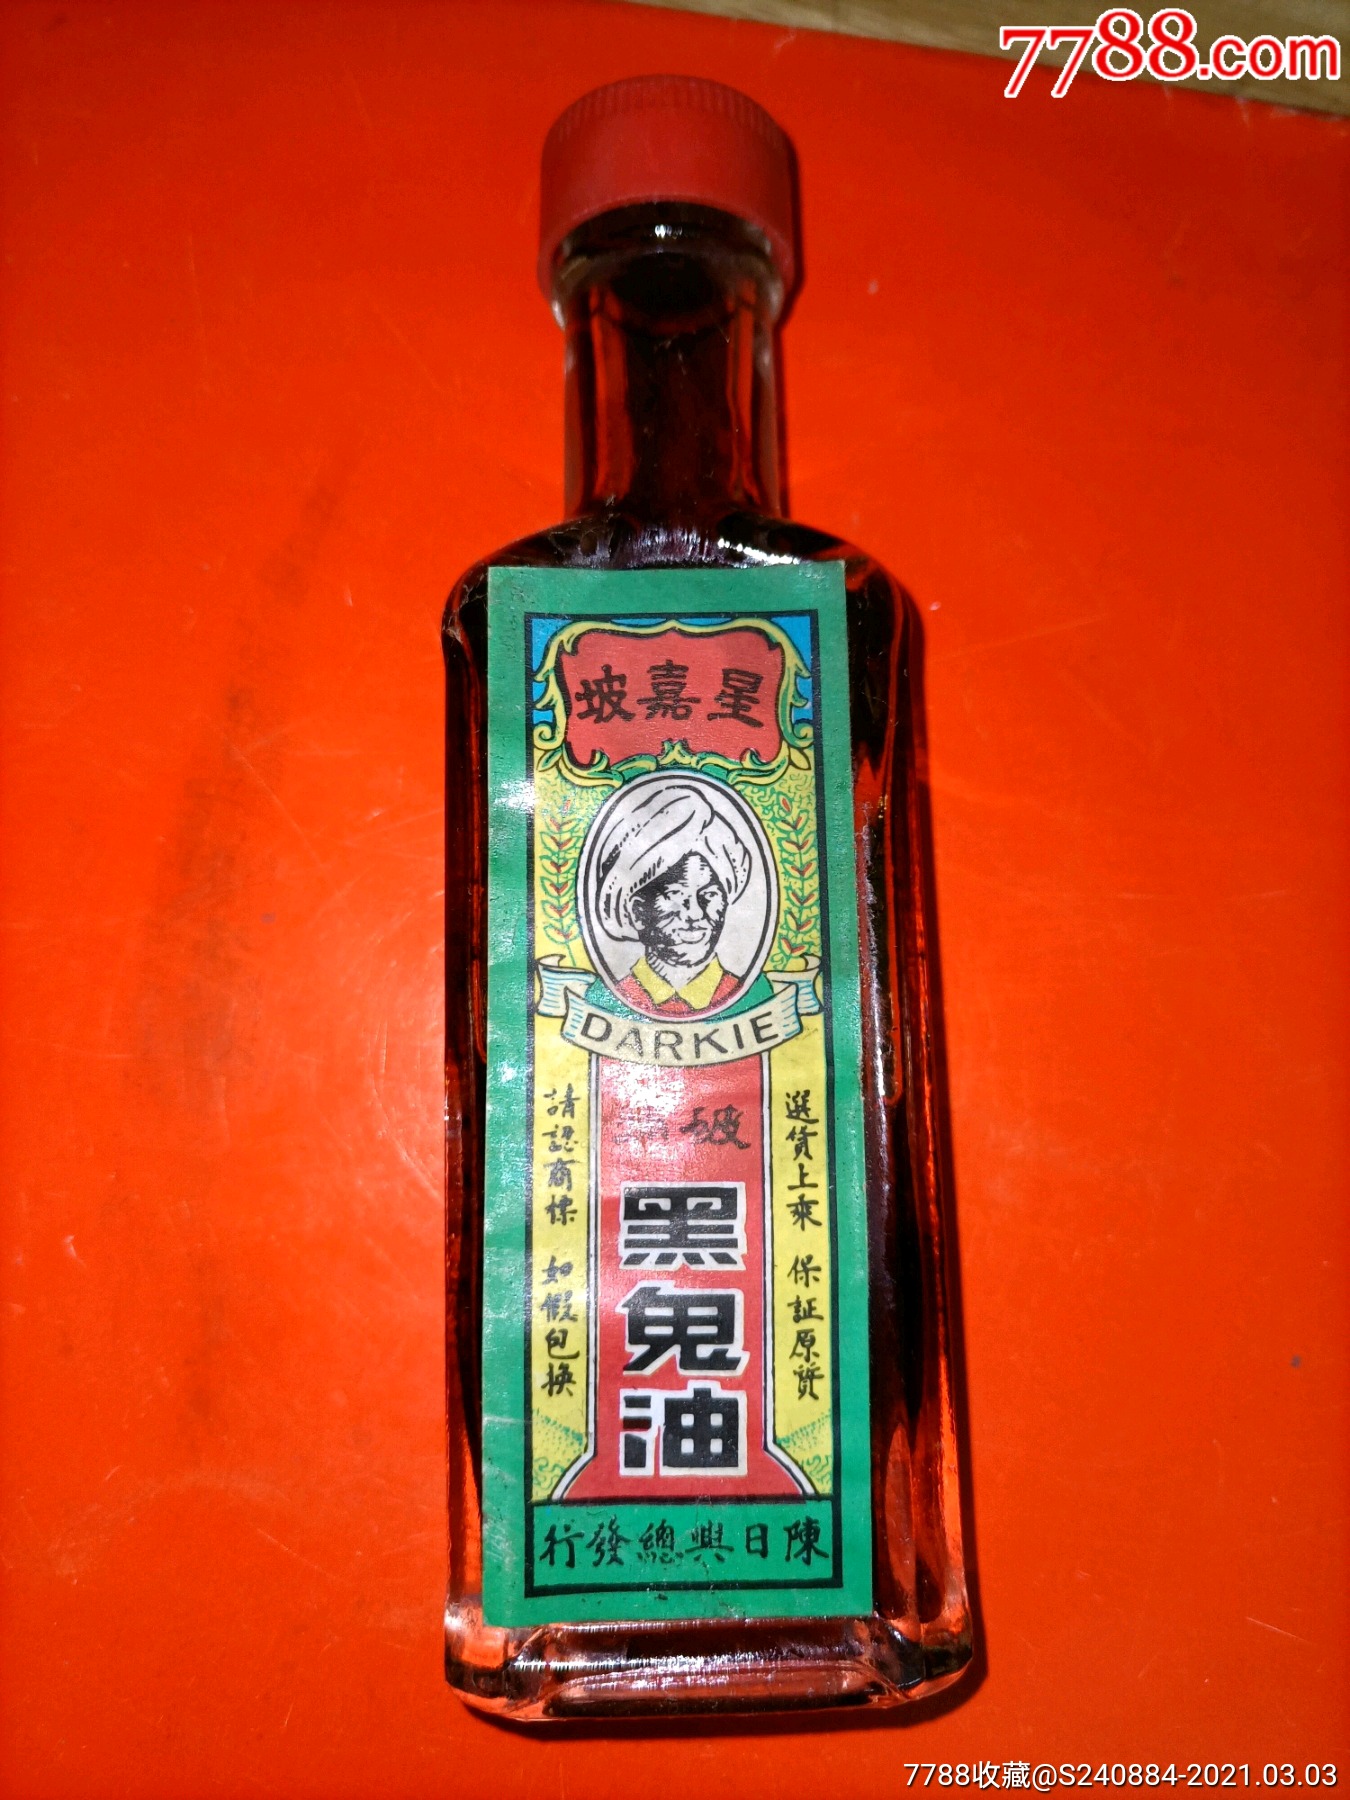 7788.com
星嘉坡
DARKIE
選貨上乘 保証原質
黑鬼油
請認商標 如假包換
陳日興總發行
7788收藏@S240884-2021.03.03